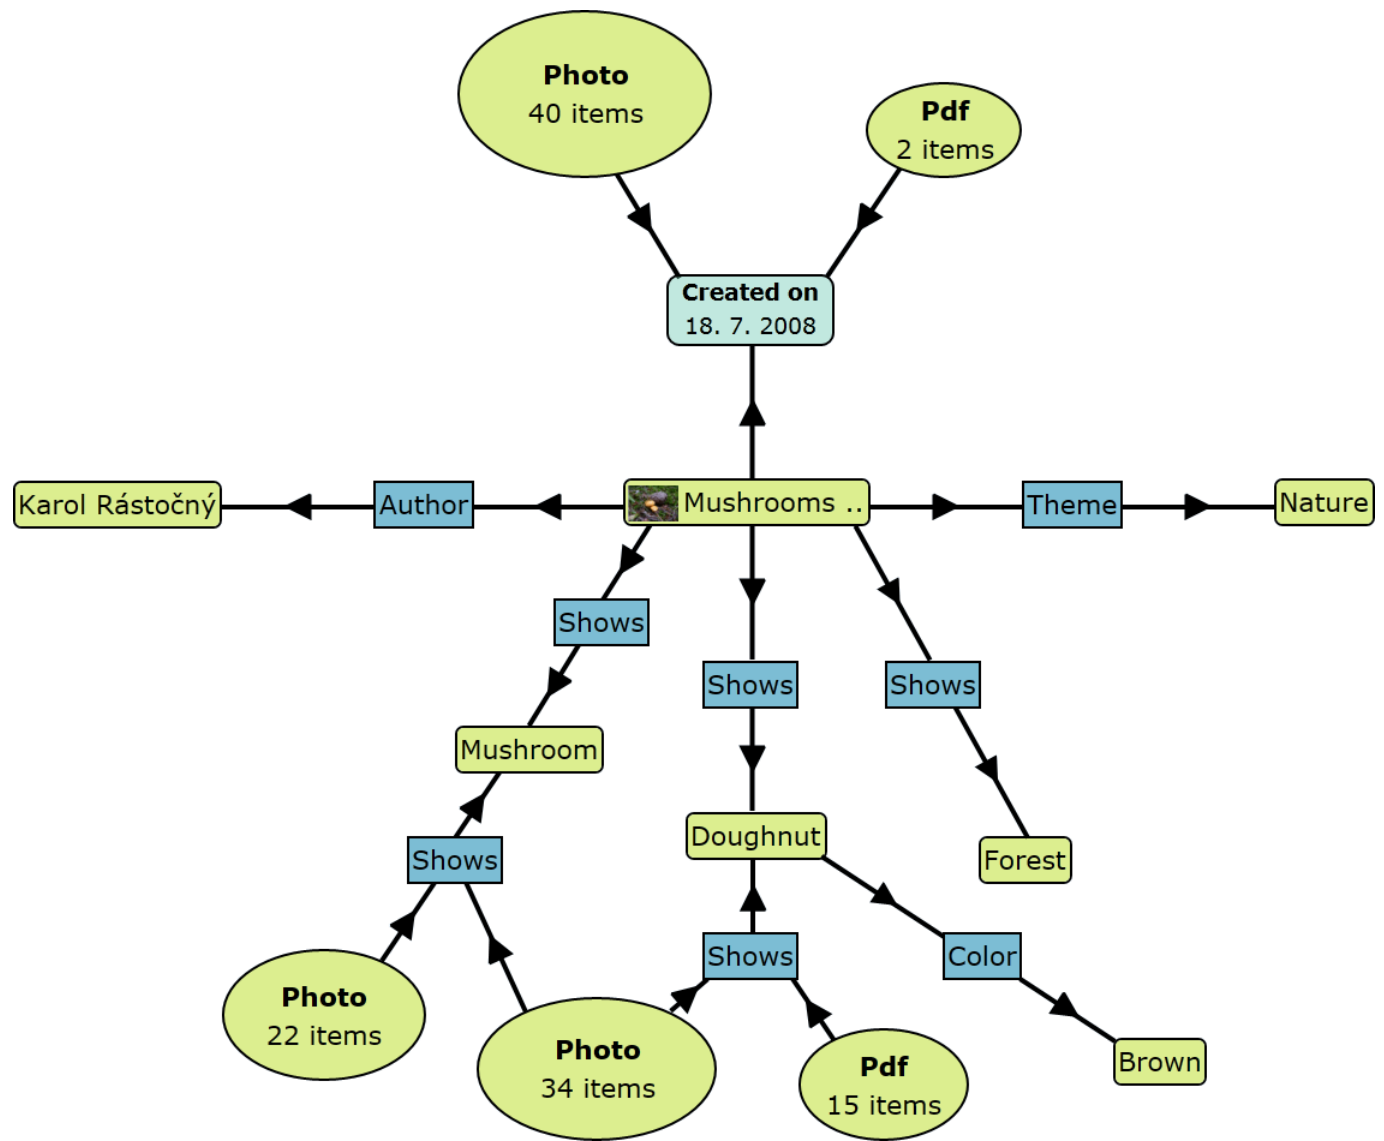 Photo
40 items
Pdf
2 items
Created on
18. 7. 2008
Karol Rástočný
Author
Mushrooms ..
Theme
Nature
Shows
Shows
Shows
Mushroom
Doughnut
Shows
Forest
Shows
Color
Photo
22 items
Photo
34 items
Pdf
15 items
Brown